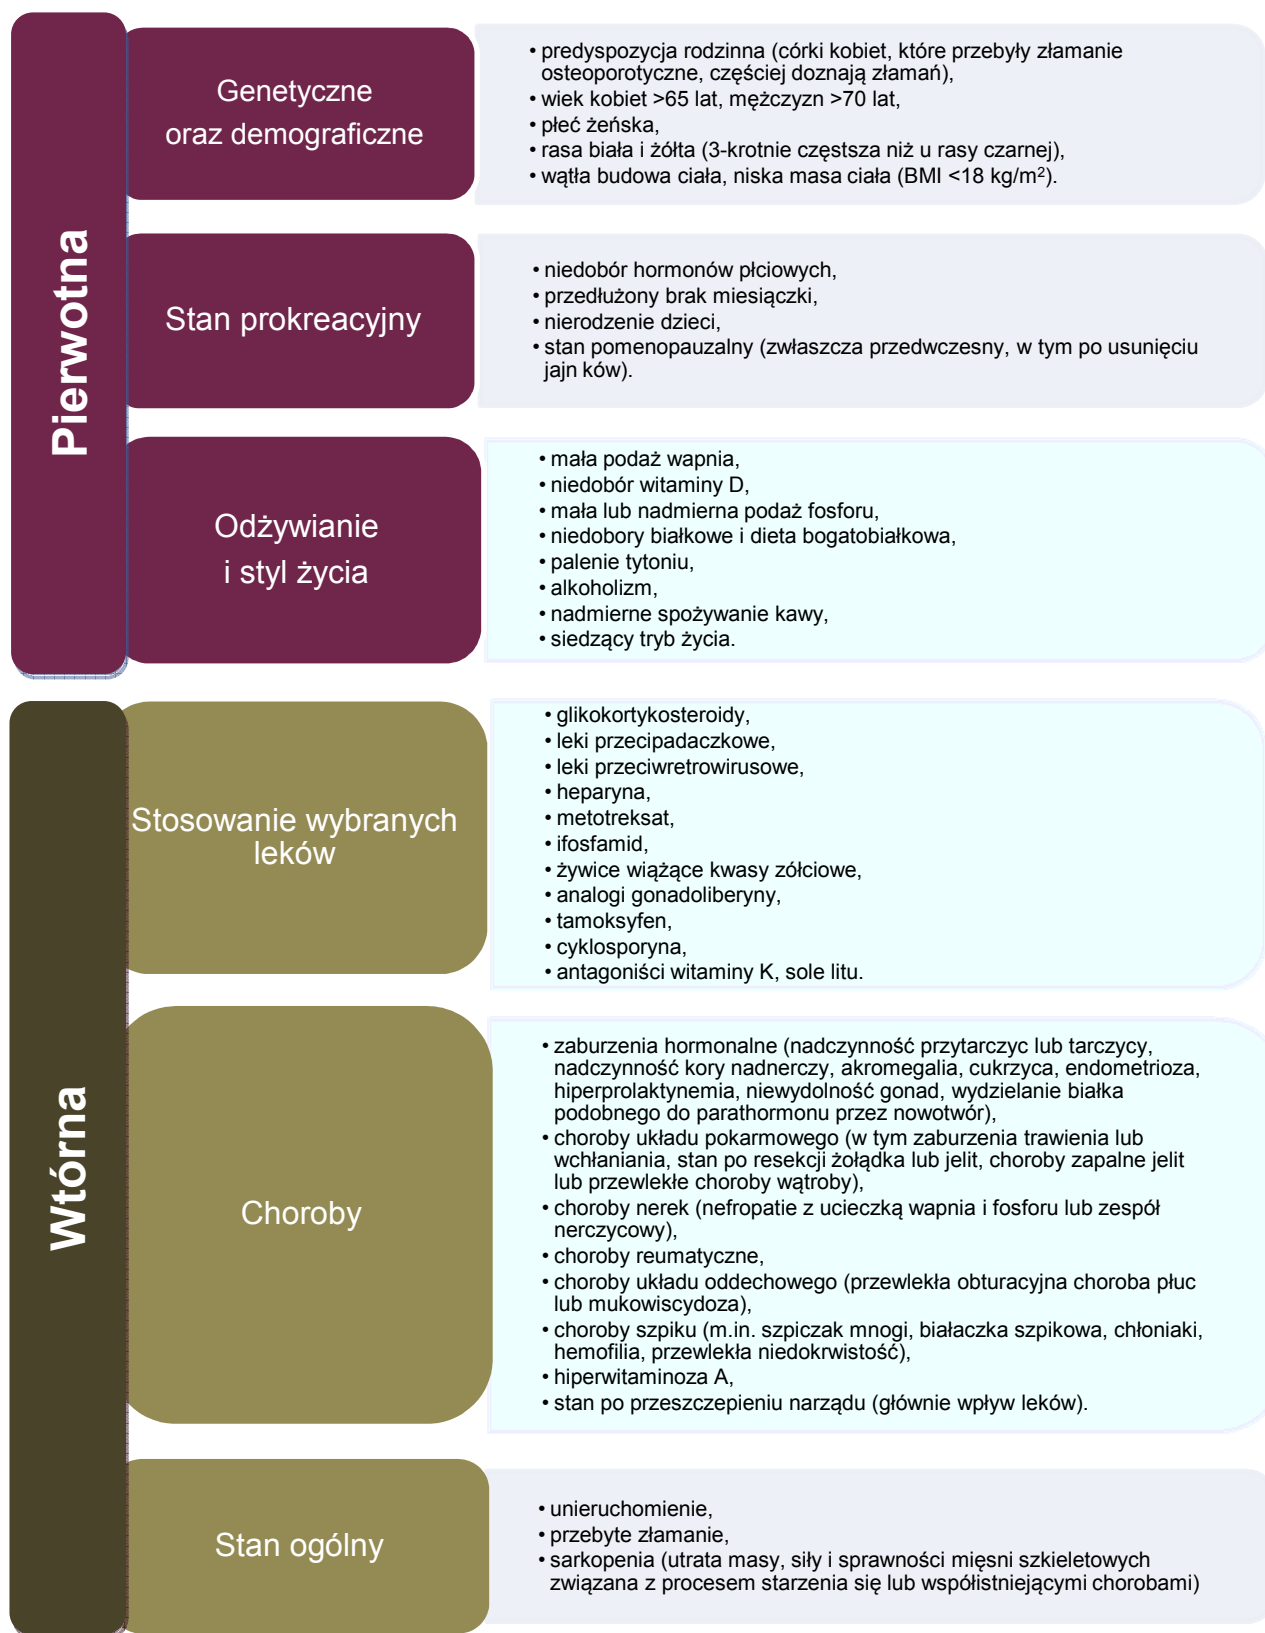 Pierwotna
Genetyczne
oraz demograficzne
• predyspozycja rodzinna (córki kobiet, które przebyły złamanie
osteoporotyczne, częściej doznają złamań),
• wiek kobiet >65 lat, mężczyzn >70 lat,
• płeć żeńska,
• rasa biała i żółta (3-krotnie częstsza niż u rasy czarnej),
• wątła budowa ciała, niska masa ciała (BMI <18 kg/m²).
Stan prokreacyjny
• niedobór hormonów płciowych,
• przedłużony brak miesiączki,
• nierodzenie dzieci,
• stan pomenopauzalny (zwłaszcza przedwczesny, w tym po usunięciu
jajn ków).
Odżywianie
i styl życia
• mała podaż wapnia,
• niedobór witaminy D,
• mała lub nadmierna podaż fosforu,
• niedobory białkowe i dieta bogatobiałkowa,
• palenie tytoniu,
• alkoholizm,
• nadmierne spożywanie kawy,
• siedzący tryb życia.
Wtórna
Stosowanie wybranych
leków
• glikokortykosteroidy,
• leki przecipadaczkowe,
• leki przeciwretrowirusowe,
• heparyna,
• metotreksat,
• ifosfamid,
• żywice wiążące kwasy zółciowe,
• analogi gonadoliberyny,
• tamoksyfen,
• cyklosporyna,
• antagoniści witaminy K, sole litu.
Choroby
• zaburzenia hormonalne (nadczynność przytarczyc lub tarczycy,
nadczynność kory nadnerczy, akromegalia, cukrzyca, endometrioza,
hiperprolaktynemia, niewydolność gonad, wydzielanie białka
podobnego do parathormonu przez nowotwór),
• choroby układu pokarmowego (w tym zaburzenia trawienia lub
wchłaniania, stan po resekcji żołądka lub jelit, choroby zapalne jelit
lub przewlekłe choroby wątroby),
• choroby nerek (nefropatie z ucieczką wapnia i fosforu lub zespół
nerczycowy),
• choroby reumatyczne,
• choroby układu oddechowego (przewlekła obturacyjna choroba płuc
lub mukowiscydoza),
• choroby szpiku (m.in. szpiczak mnogi, białaczka szpikowa, chłoniaki,
hemofilia, przewlekła niedokrwistość),
• hiperwitaminoza A,
• stan po przeszczepieniu narządu (głównie wpływ leków).
Stan ogólny
• unieruchomienie,
• przebyte złamanie,
• sarkopenia (utrata masy, siły i sprawności mięsni szkieletowych
związana z procesem starzenia się lub współistniejącymi chorobami)